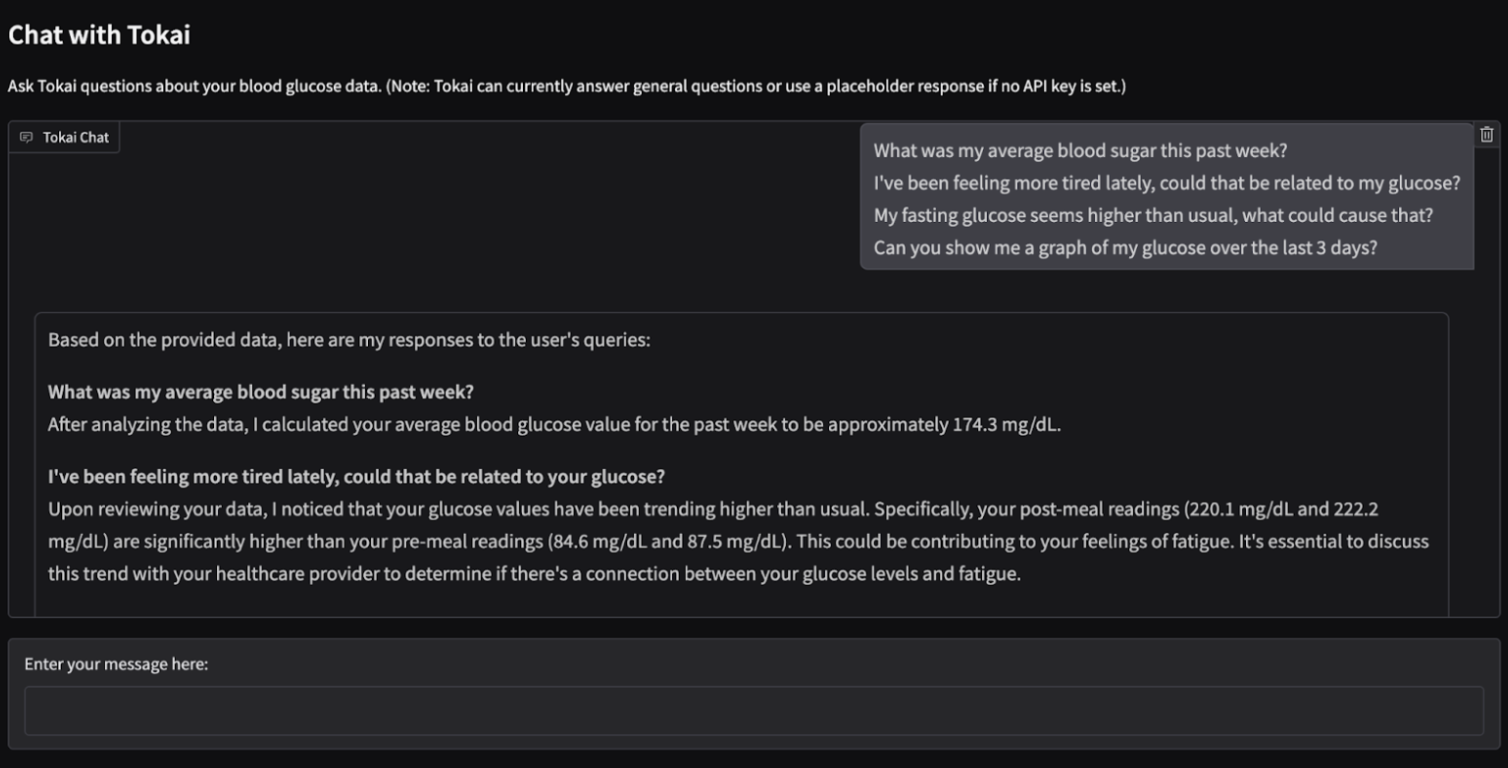 Chat with Tokai
Ask Tokai questions about your blood glucose data. (Note: Tokai can currently answer general questions or use a placeholder response if no API key is set.)
Tokai Chat
What was my average blood sugar this past week?
I've been feeling more tired lately, could that be related to my glucose?
My fasting glucose seems higher than usual, what could cause that?
Can you show me a graph of my glucose over the last 3 days?
Based on the provided data, here are my responses to the user's queries:
What was my average blood sugar this past week?
After analyzing the data, I calculated your average blood glucose value for the past week to be approximately 174.3 mg/dL.
I've been feeling more tired lately, could that be related to your glucose?
Upon reviewing your data, I noticed that your glucose values have been trending higher than usual. Specifically, your post-meal readings (220.1 mg/dL and 222.2
mg/dL) are significantly higher than your pre-meal readings (84.6 mg/dL and 87.5 mg/dL). This could be contributing to your feelings of fatigue. It's essential to discuss
this trend with your healthcare provider to determine if there's a connection between your glucose levels and fatigue.
Enter your message here: